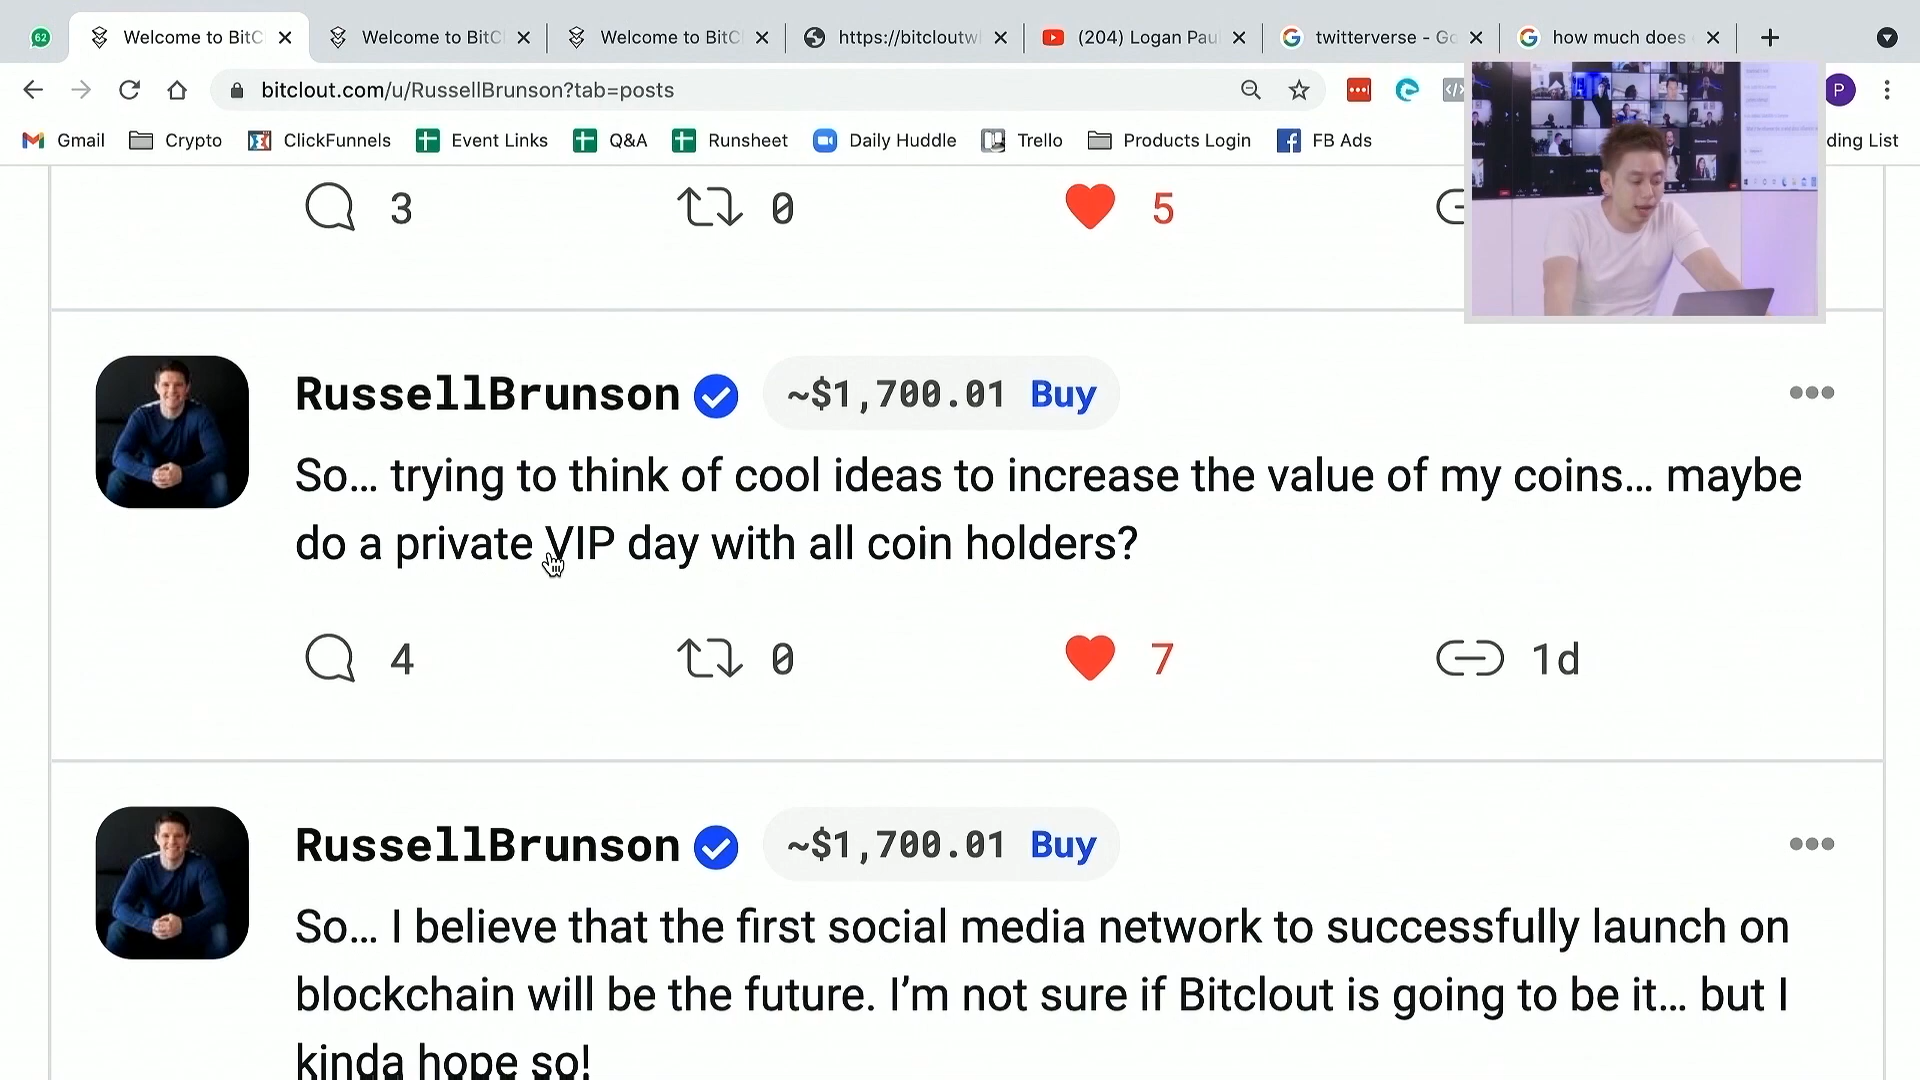 62
Welcome to BitC
Welcome to BitCl
Welcome to BitCl
https://bitcloutwh
(204) Logan Paul
twitterverse - Go
how much does
bitclout.com/u/RussellBrunson?tab=posts
P
Gmail
Crypto
ClickFunnels
Event Links
Q&A
Runsheet
Daily Huddle
Trello
Products Login
FB Ads
ding List
3
0
5
RussellBrunson ~$1,700.01 Buy
So... trying to think of cool ideas to increase the value of my coins... maybe
do a private VIP day with all coin holders?
4
0
7
1d
RussellBrunson ~$1,700.01 Buy
So... I believe that the first social media network to successfully launch on
blockchain will be the future. I'm not sure if Bitclout is going to be it... but I
kinda hope so!